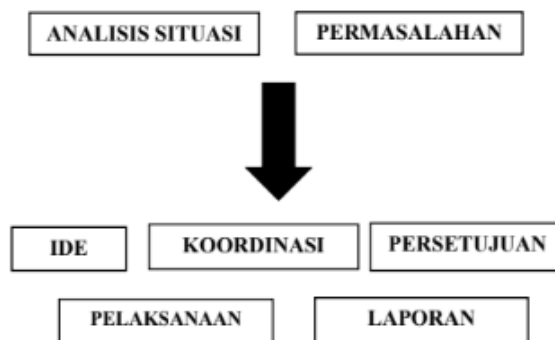 ANALISIS SITUASI
PERMASALAHAN
IDE
KOORDINASI
PERSETUJUAN
PELAKSANAAN
LAPORAN